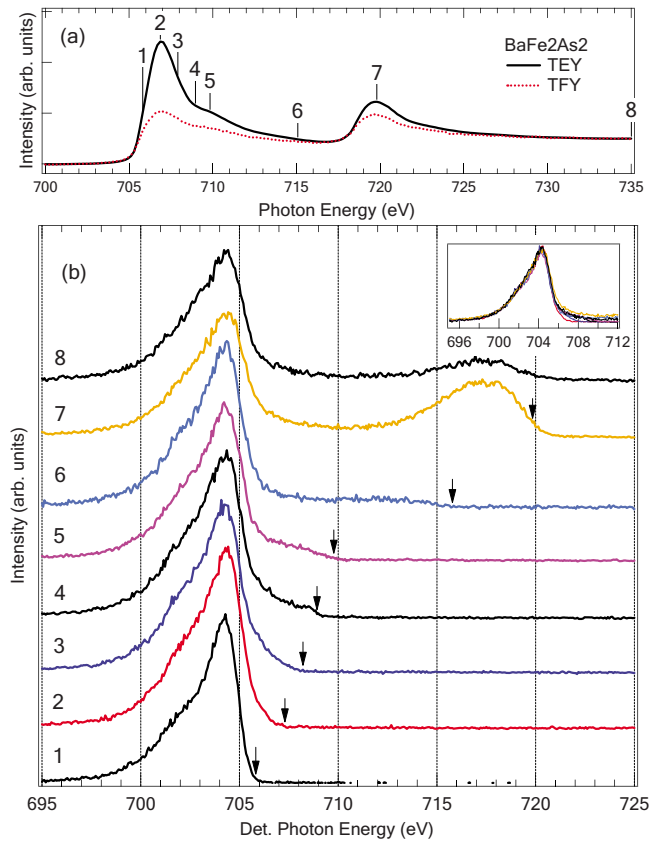 Intensity (arb. units)
(a)
BaFe2As2
TEY
TFY
1
2
3
4
5
6
7
8
700 705 710 715 720 725 730 735
Photon Energy (eV)
Intensity (arb. units)
(b)
696 700 704 708 712
8
7
6
5
4
3
2
1
695 700 705 710 715 720 725
Det. Photon Energy (eV)